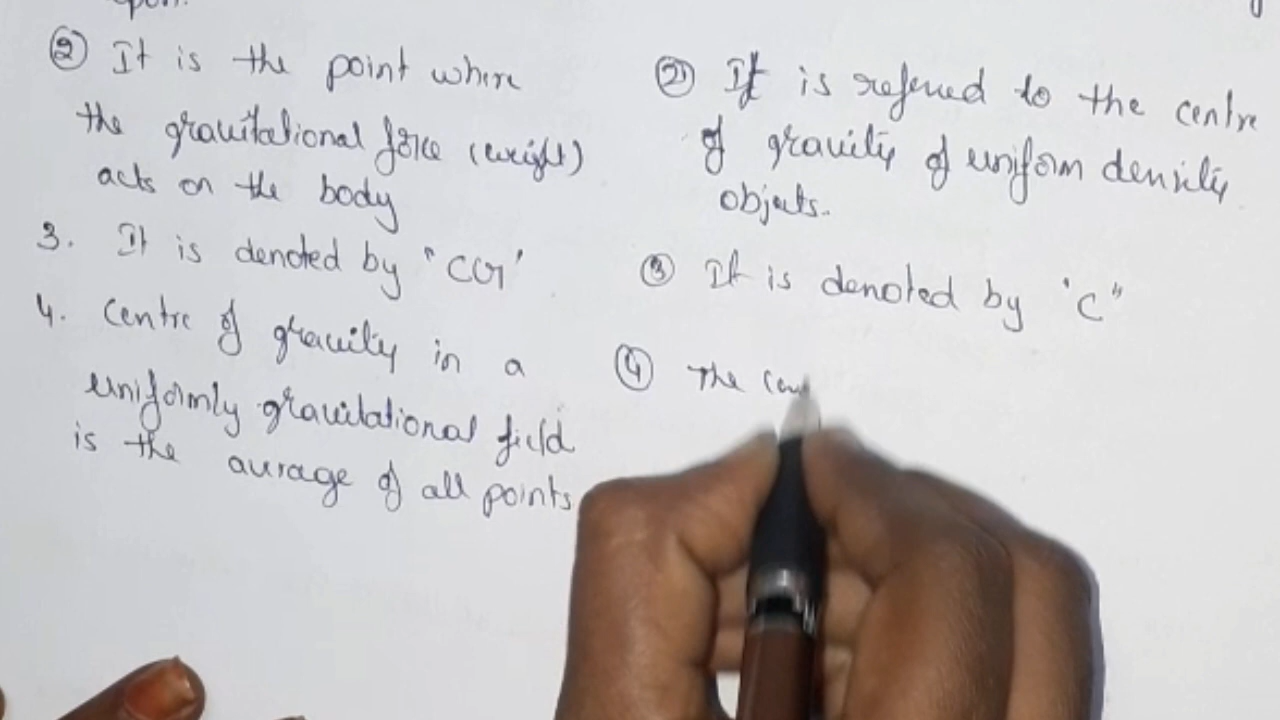 ② It is the point where
the gravitational force (weight)
acts on the body
3. It is denoted by "CG"
4. Centre of gravity in a
uniformly gravitational field
is the average of all points
② It is referred to the centre
of gravity of uniform density
objects.
③ It is denoted by "C"
④ The